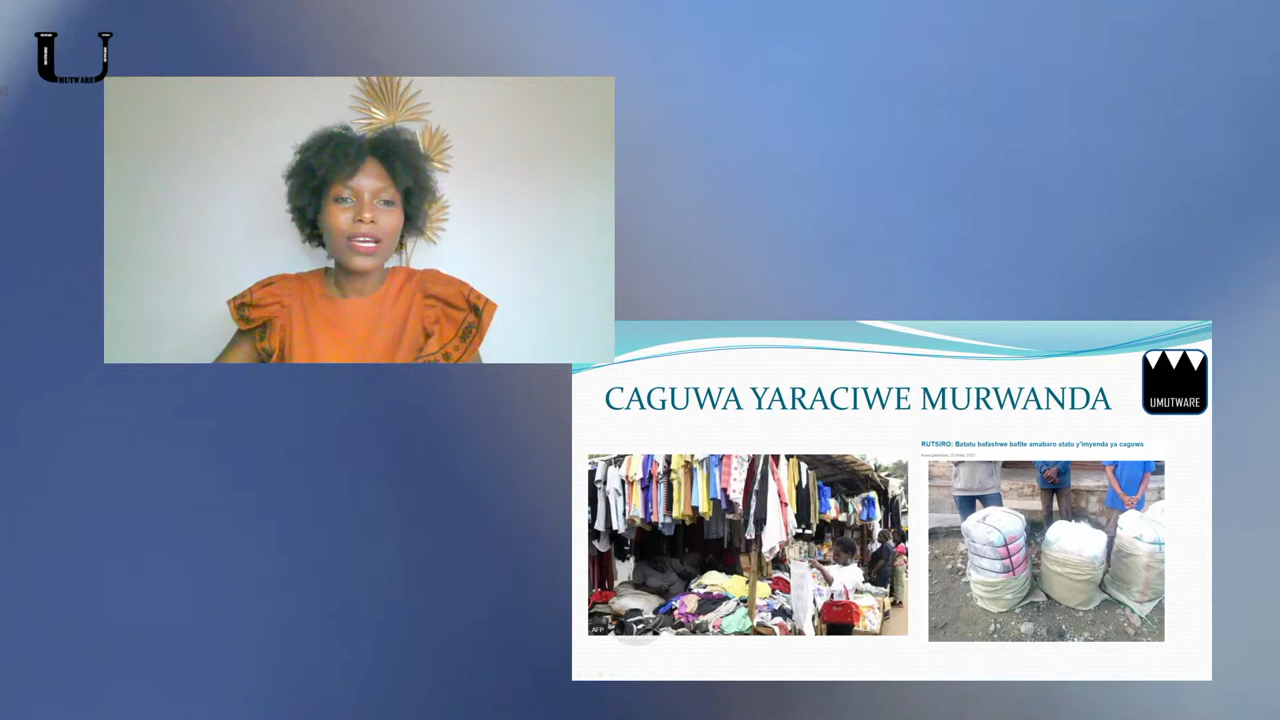 UMUTWARE
CAGUWA YARACIWE MURWANDA
UMUTWARE
RUTSIRO: Batatu bafashwe bafite amabaro atatu y'imyenda ya caguwa
AFP